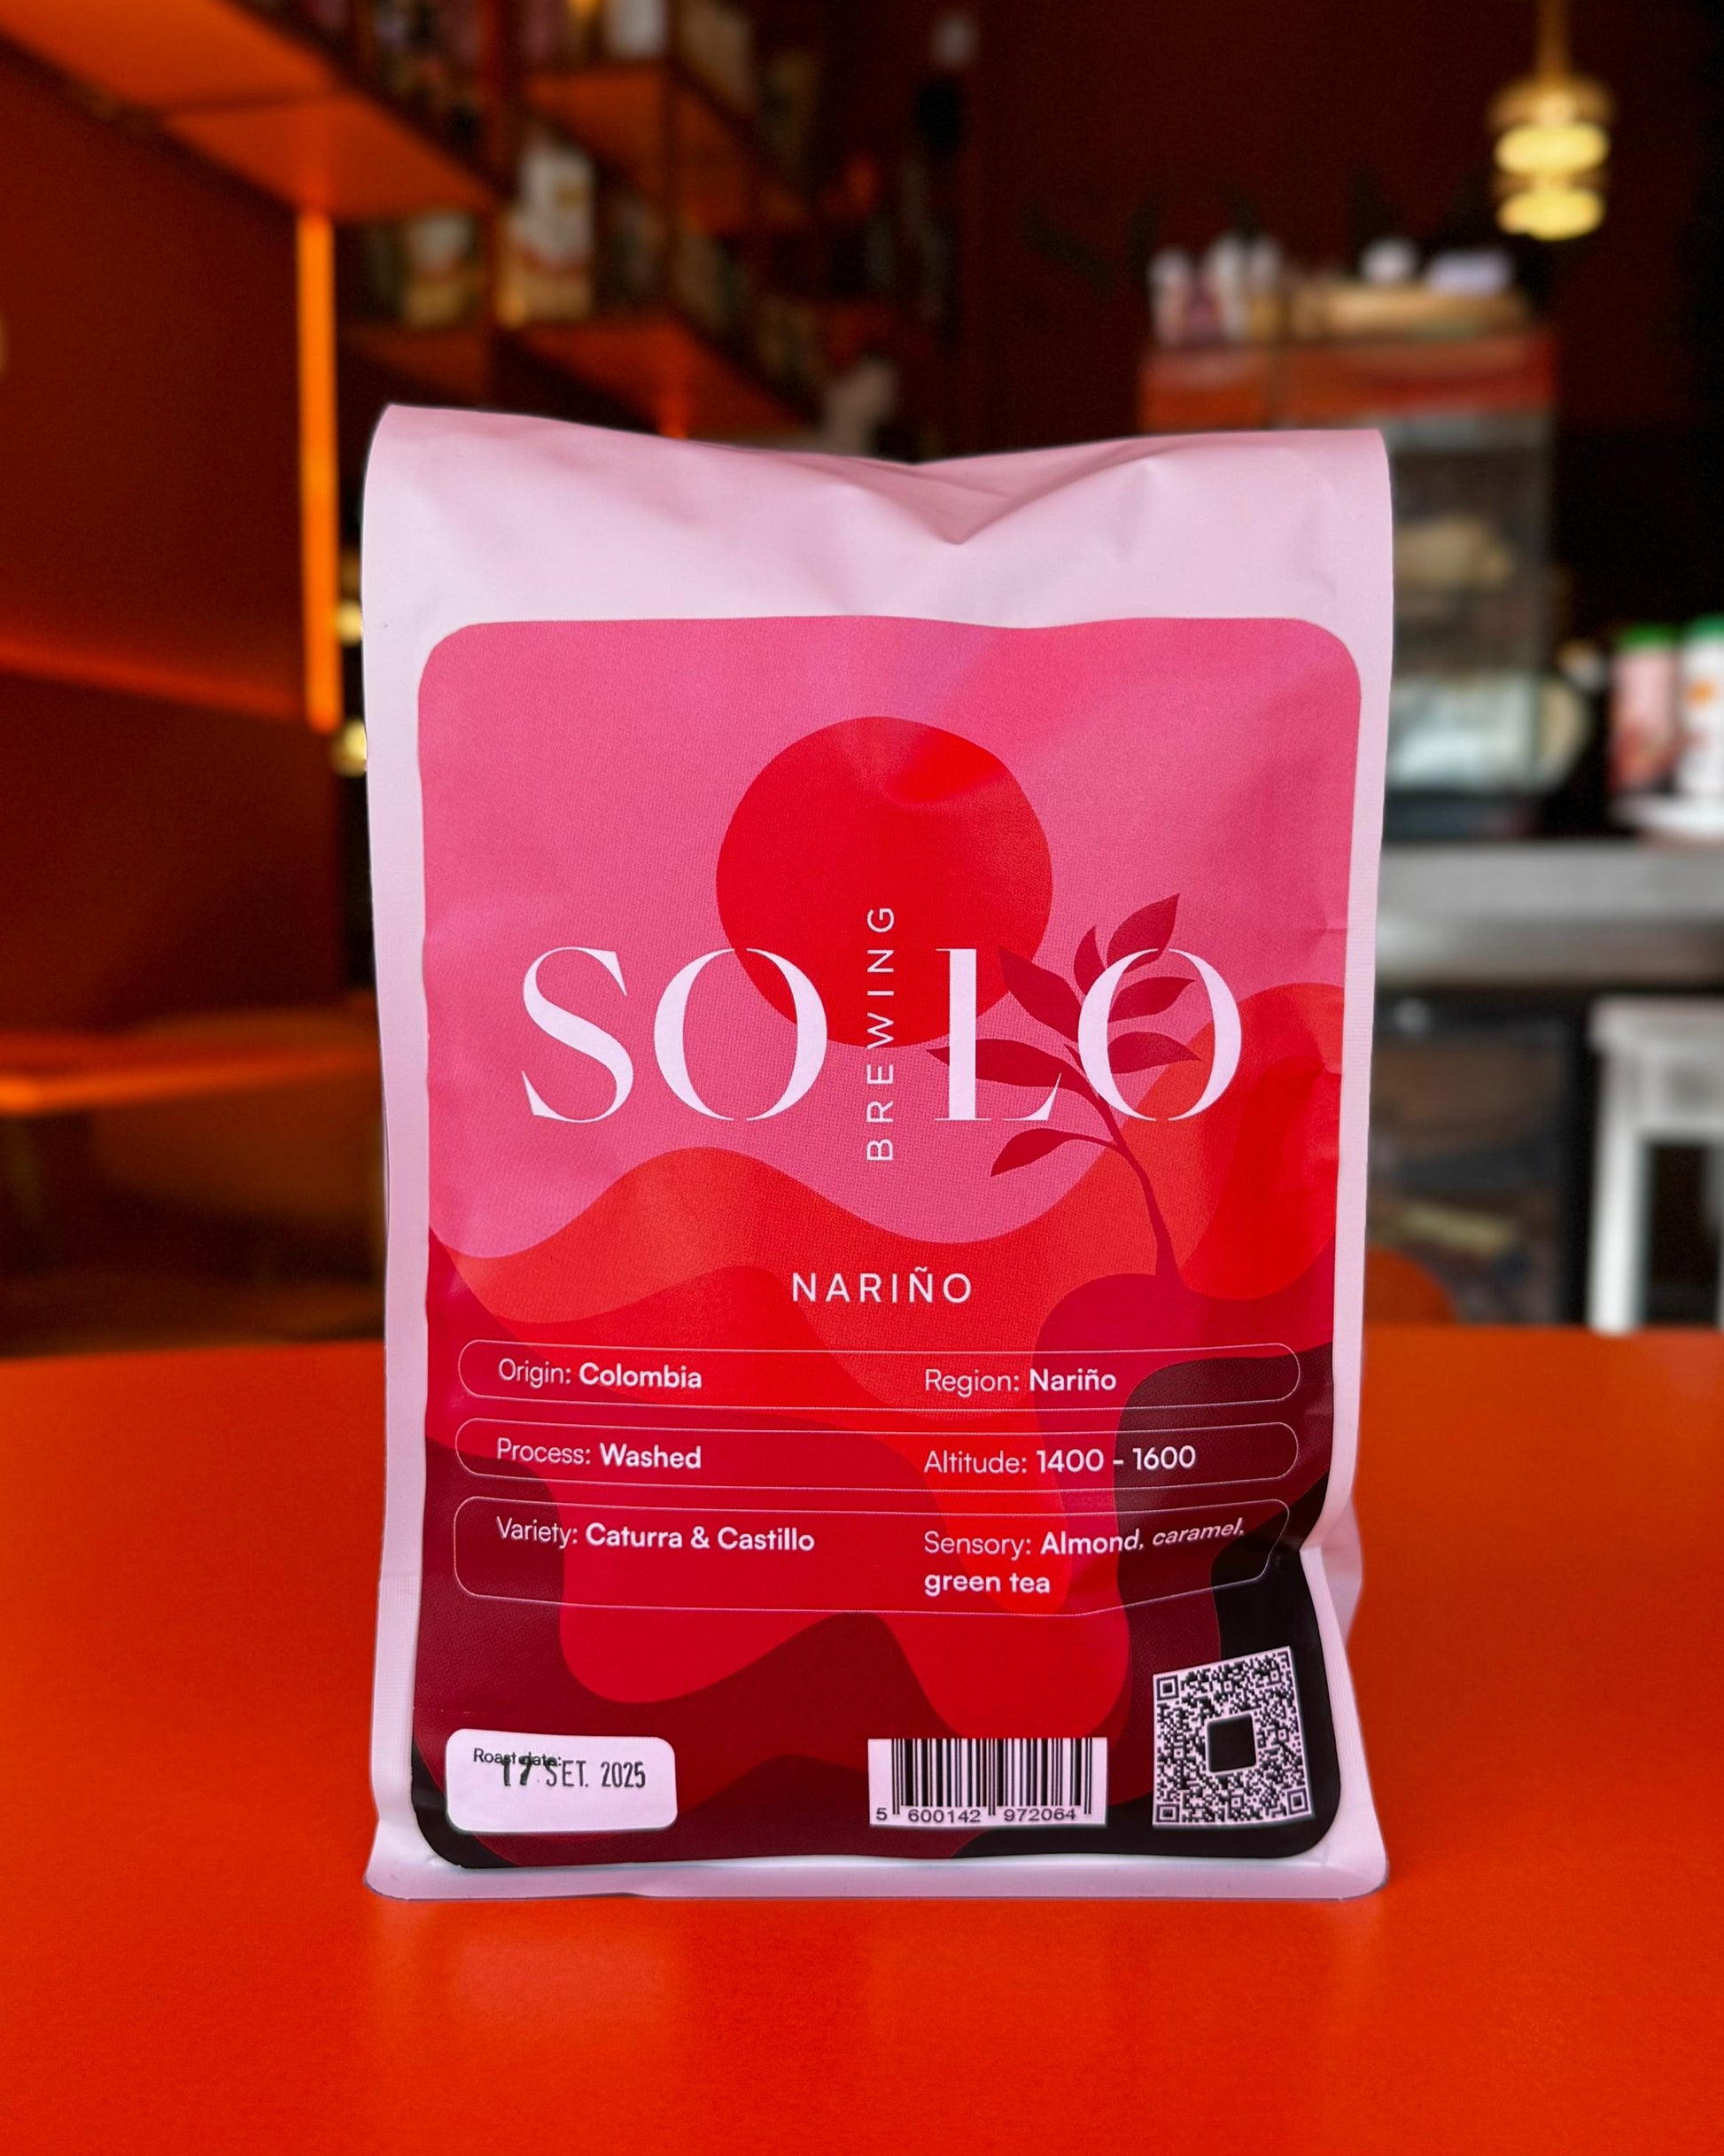 SO LO
BREWING
NARIÑO
Origin: Colombia
Region: Nariño
Process: Washed
Altitude: 1400 - 1600
Variety: Caturra & Castillo
Sensory: Almond, caramel,
green tea
Roast date:
17 SET. 2025
5 600142 972064